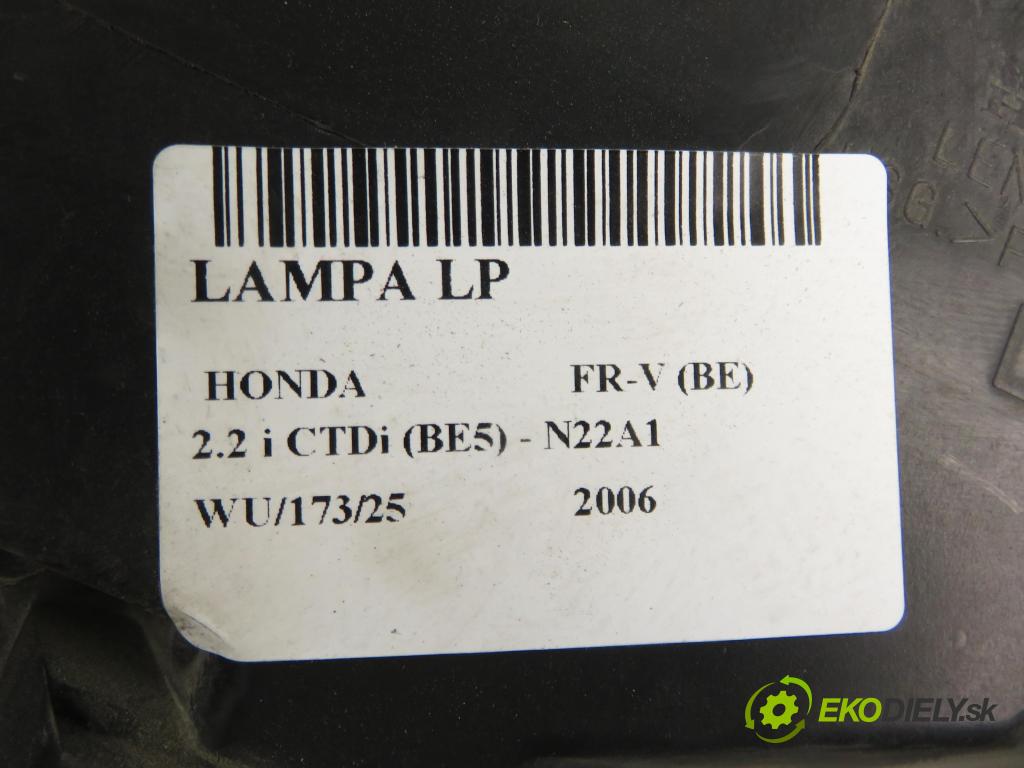 LAMPA LP
HONDA FR-V (BE)
2.2 i CTDi (BE5) - N22A1
WU/173/25 2006
EKODIELY.sk